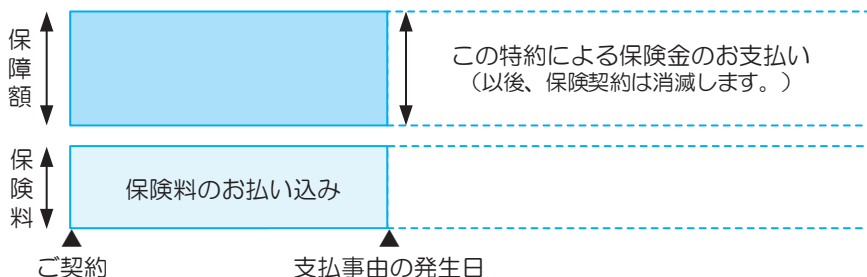 保障額
この特約による保険金のお支払い
（以後、保険契約は消滅します。）
保険料
保険料のお払い込み
ご契約
支払事由の発生日